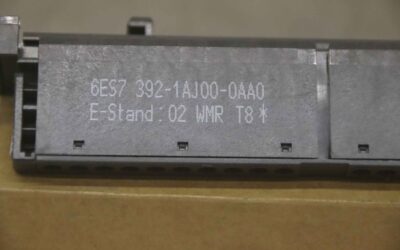 6ES7 392-1AJ00-0AA0
E-Stand: 02 WMR T8*